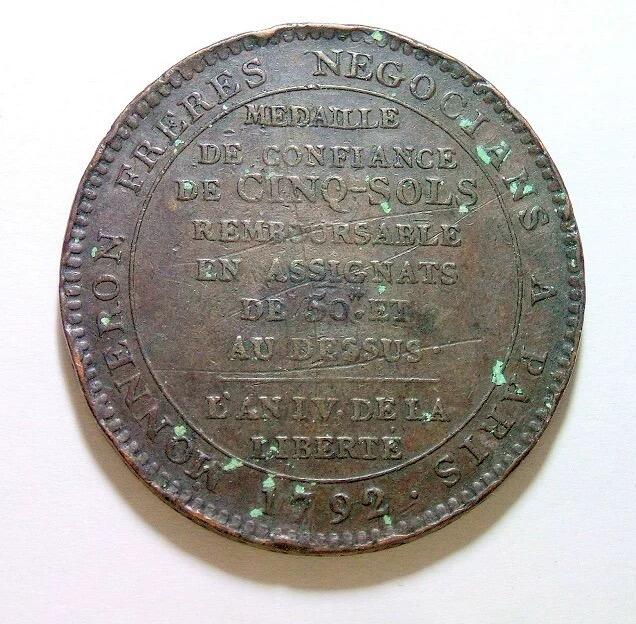 MONNERON FRERES NEGOCIANS A PARIS.
1792
MEDAILLE
DE CONFIANCE
DE CINQ-SOLS
REMBOURSABLE
EN ASSIGNATS
DE 50.# ET
AU DESSUS.
L'AN IV. DE LA
LIBERTÉ